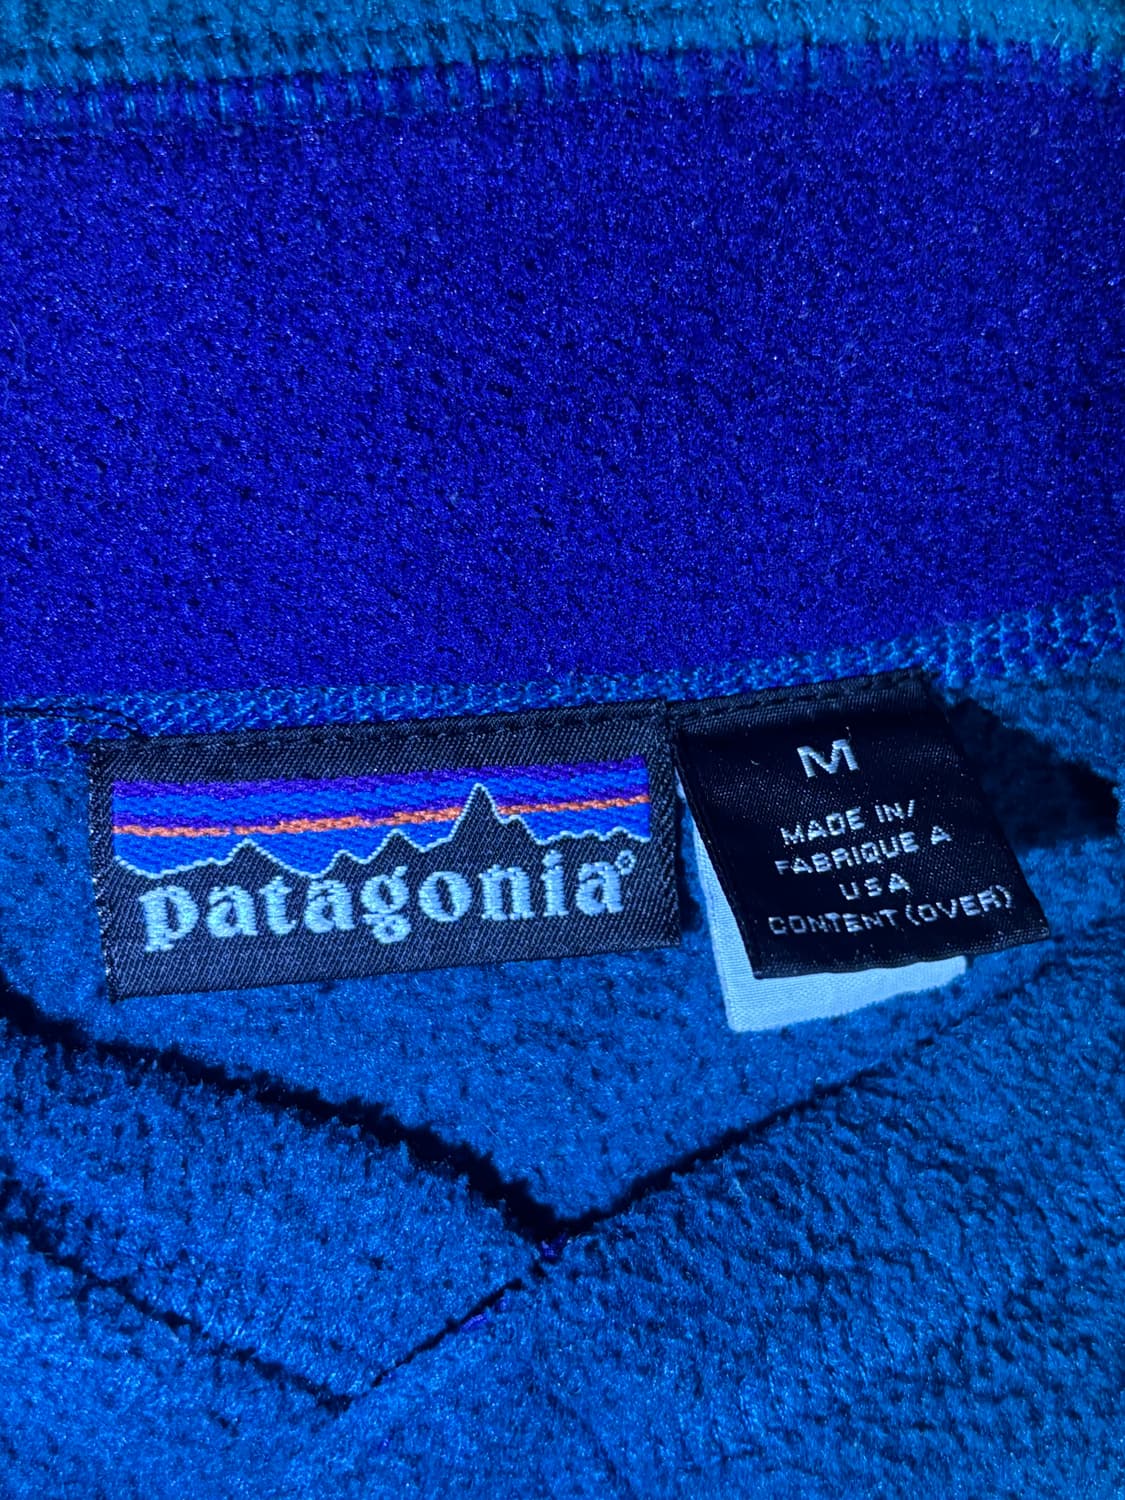 patagonia®
M
MADE IN/
FABRIQUE A
USA
CONTENT (OVER)